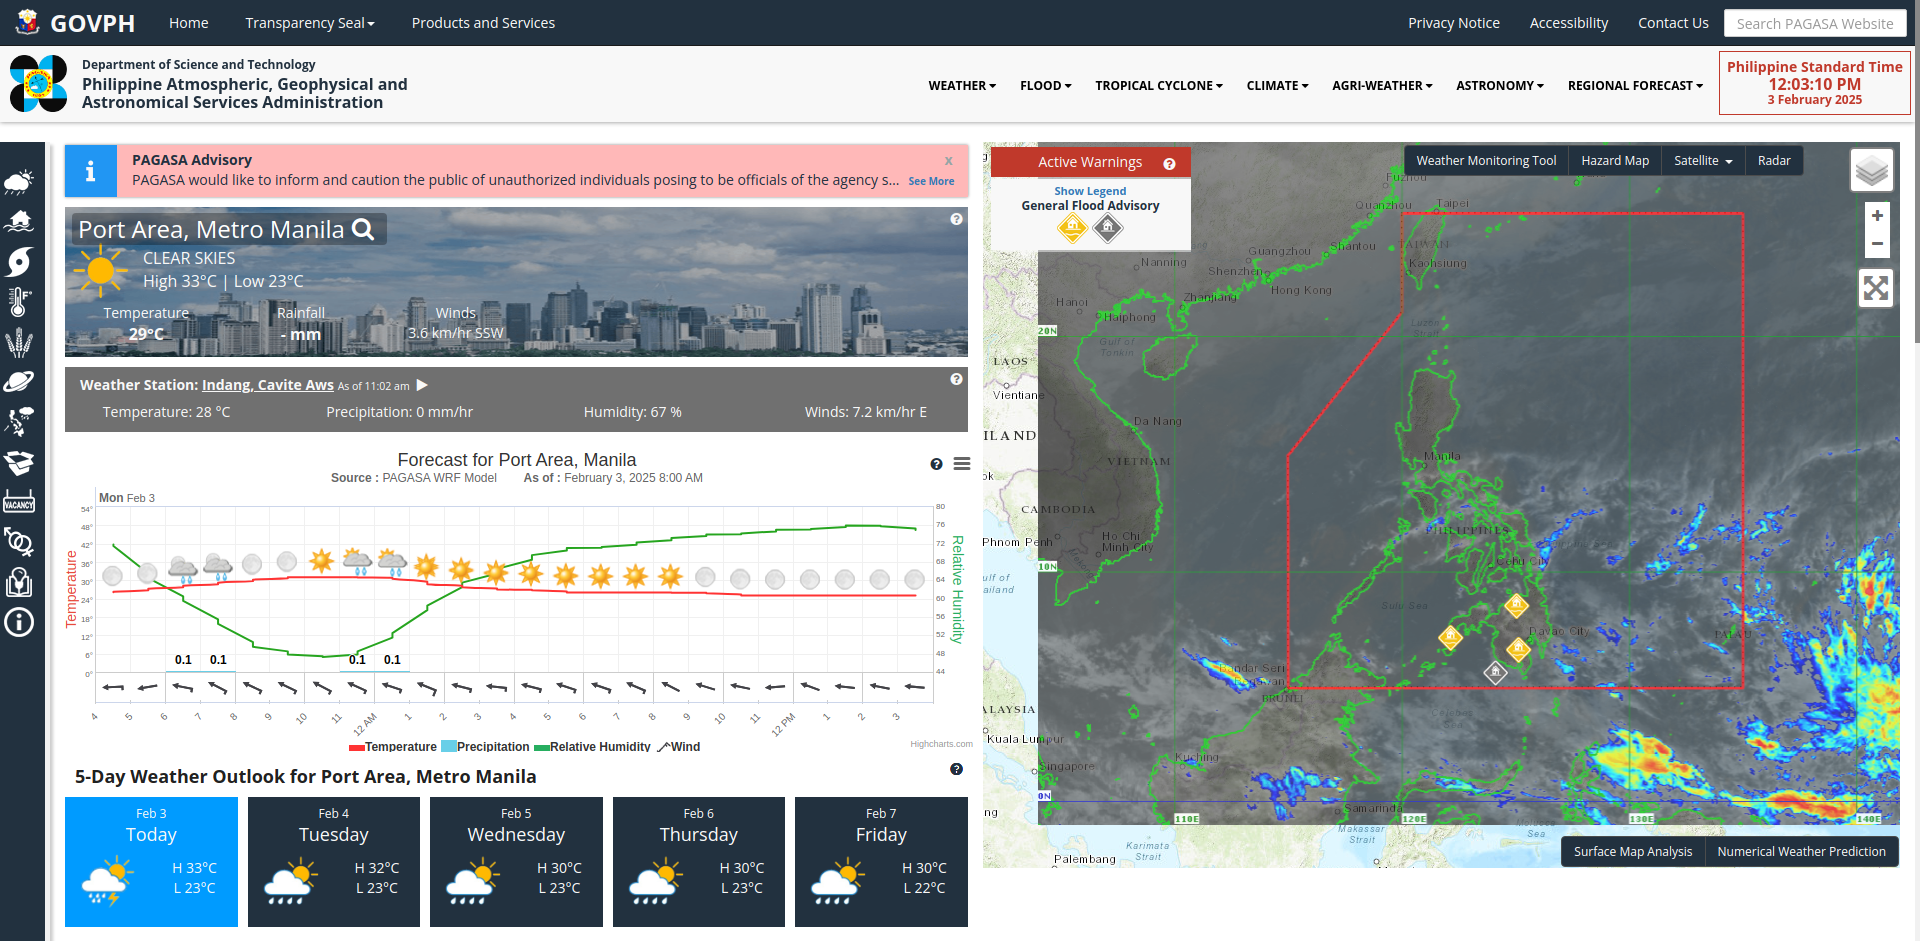 GOVPH
Home
Transparency Seal
Products and Services
Privacy Notice
Accessibility
Contact Us
Search PAGASA Website
Department of Science and Technology
Philippine Atmospheric, Geophysical and
Astronomical Services Administration
WEATHER
FLOOD
TROPICAL CYCLONE
CLIMATE
AGRI-WEATHER
ASTRONOMY
REGIONAL FORECAST
Philippine Standard Time
12:03:10 PM
3 February 2025
VACANCY
PAGASA Advisory
x
PAGASA would like to inform and caution the public of unauthorized individuals posing to be officials of the agency s... See More
Port Area, Metro Manila
CLEAR SKIES
High 33°C | Low 23°C
Temperature Rainfall Winds
29°C - mm 3.6 km/hr SSW
Weather Station: Indang, Cavite Aws As of 11:02 am
Temperature: 28 °C Precipitation: 0 mm/hr Humidity: 67 % Winds: 7.2 km/hr E
Forecast for Port Area, Manila
Source : PAGASA WRF Model As of : February 3, 2025 8:00 AM
Mon Feb 3
Temperature
54°
48°
42°
36°
30°
24°
18°
12°
6°
0°
80
76
72
68
64
60
56
52
48
44
Relative Humidity
0.1 0.1 0.1 0.1
4 5 6 7 8 9 10 11 12 AM 1 2 3 4 5 6 7 8 9 10 11 12 PM 1 2 3
Temperature Precipitation Relative Humidity Wind
Highcharts.com
5-Day Weather Outlook for Port Area, Metro Manila
Feb 3
Today
H 33°C
L 23°C
Feb 4
Tuesday
H 32°C
L 23°C
Feb 5
Wednesday
H 30°C
L 23°C
Feb 6
Thursday
H 30°C
L 23°C
Feb 7
Friday
H 30°C
L 22°C
Active Warnings
Show Legend
General Flood Advisory
Weather Monitoring Tool
Hazard Map
Satellite
Radar
+
−
Fuzhou
Quanzhou
Taipei
Guangzhou
Shantou
TAIWAN
Nanning
Shenzhen
Kaohsiung
Hanoi
Zhanjiang
Hong Kong
Haiphong
20N
Luzon
Strait
Gulf of
Tonkin
LAOS
Vientiane
Da Nang
ILAND
VIETNAM
Manila
ok
CAMBODIA
PHILIPPINES
Phnom Penh
Ho Chi
Minh City
Cebu City
10N
ulf of
ailand
Sulu Sea
Davao City
PALAU
Bandar Seri
Begawan
BRUNEI
ALAYSIA
Celebes
Sea
Kuala Lumpur
Kuching
Singapore
0N
ng
Samarinda
110E
120E
130E
140E
Makassar
Strait
Molucca
Sea
Karimata
Strait
Palembang
Surface Map Analysis
Numerical Weather Prediction